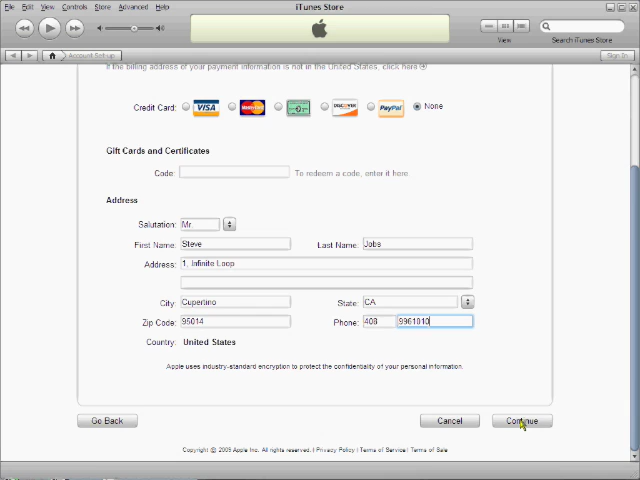 iTunes Store
File Edit View Controls Store Advanced Help
View
Search iTunes Store
Account Set-up
Sign In
If the billing address of your payment information is not in the United States, click here
Credit Card: VISA MasterCard DISCOVER PayPal None
Gift Cards and Certificates
Code: To redeem a code, enter it here
Address
Salutation: Mr.
First Name: Steve Last Name: Jobs
Address: 1, Infinite Loop
City: Cupertino State: CA
Zip Code: 95014 Phone: 408 9961010
Country: United States
Apple uses industry-standard encryption to protect the confidentiality of your personal information.
Go Back Cancel Continue
Copyright © 2009 Apple Inc. All rights reserved. | Privacy Policy | Terms of Service | Terms of Sale